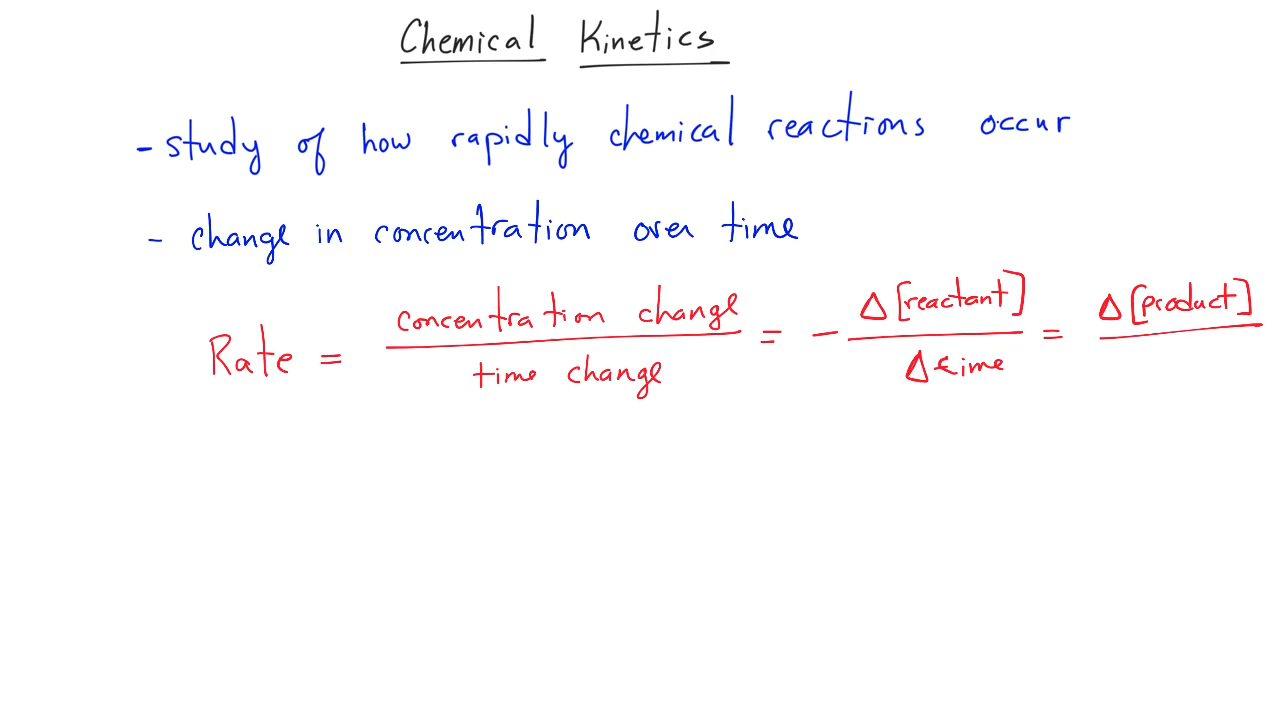 Chemical Kinetics
- study of how rapidly chemical reactions occur
- change in concentration over time
Rate = concentration change / time change = - Δ[reactant] / Δtime = Δ[product] /